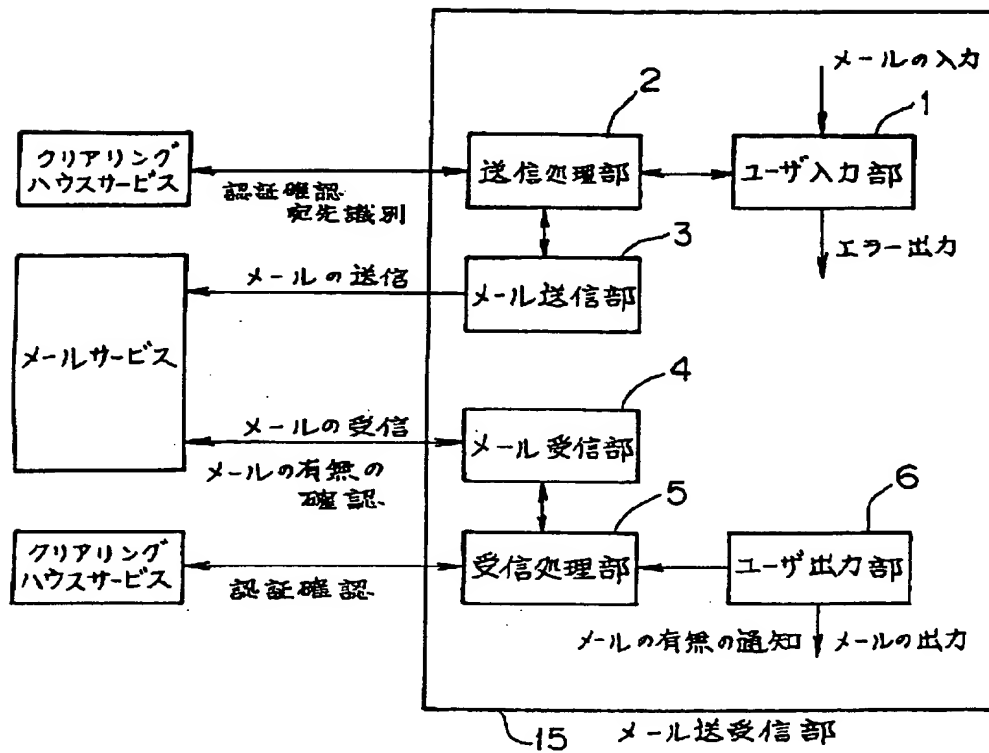 メールの入力
2
1
クリアリング
ハウスサービス
認証確認
宛先識別
送信処理部
ユーザ入力部
3
エラー出力
メールの送信
メール送信部
メールサービス
4
メールの受信
メール受信部
メールの有無の
確認
5
6
クリアリング
ハウスサービス
認証確認
受信処理部
ユーザ出力部
メールの有無の通知
メールの出力
15
メール送受信部